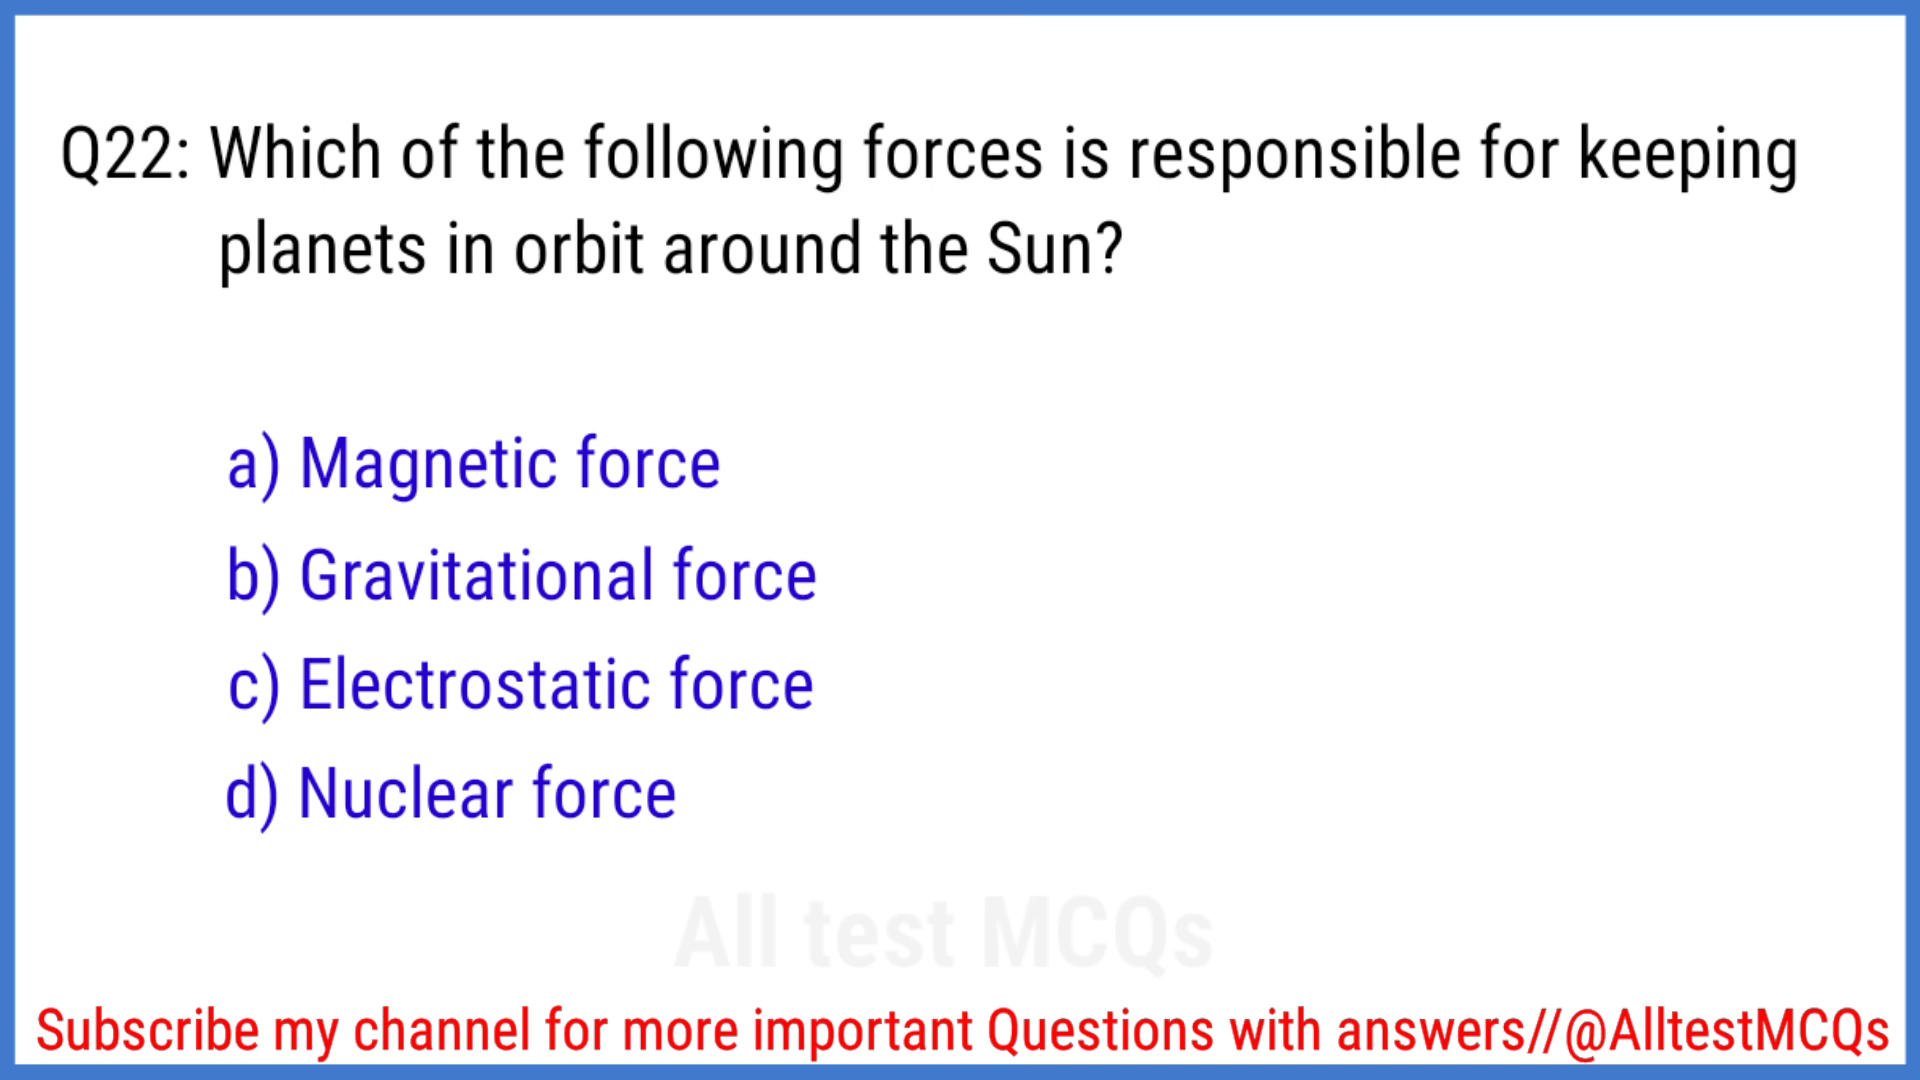 Q22: Which of the following forces is responsible for keeping
planets in orbit around the Sun?
a) Magnetic force
b) Gravitational force
c) Electrostatic force
d) Nuclear force
All test MCQs
Subscribe my channel for more important Questions with answers//@AlltestMCQs